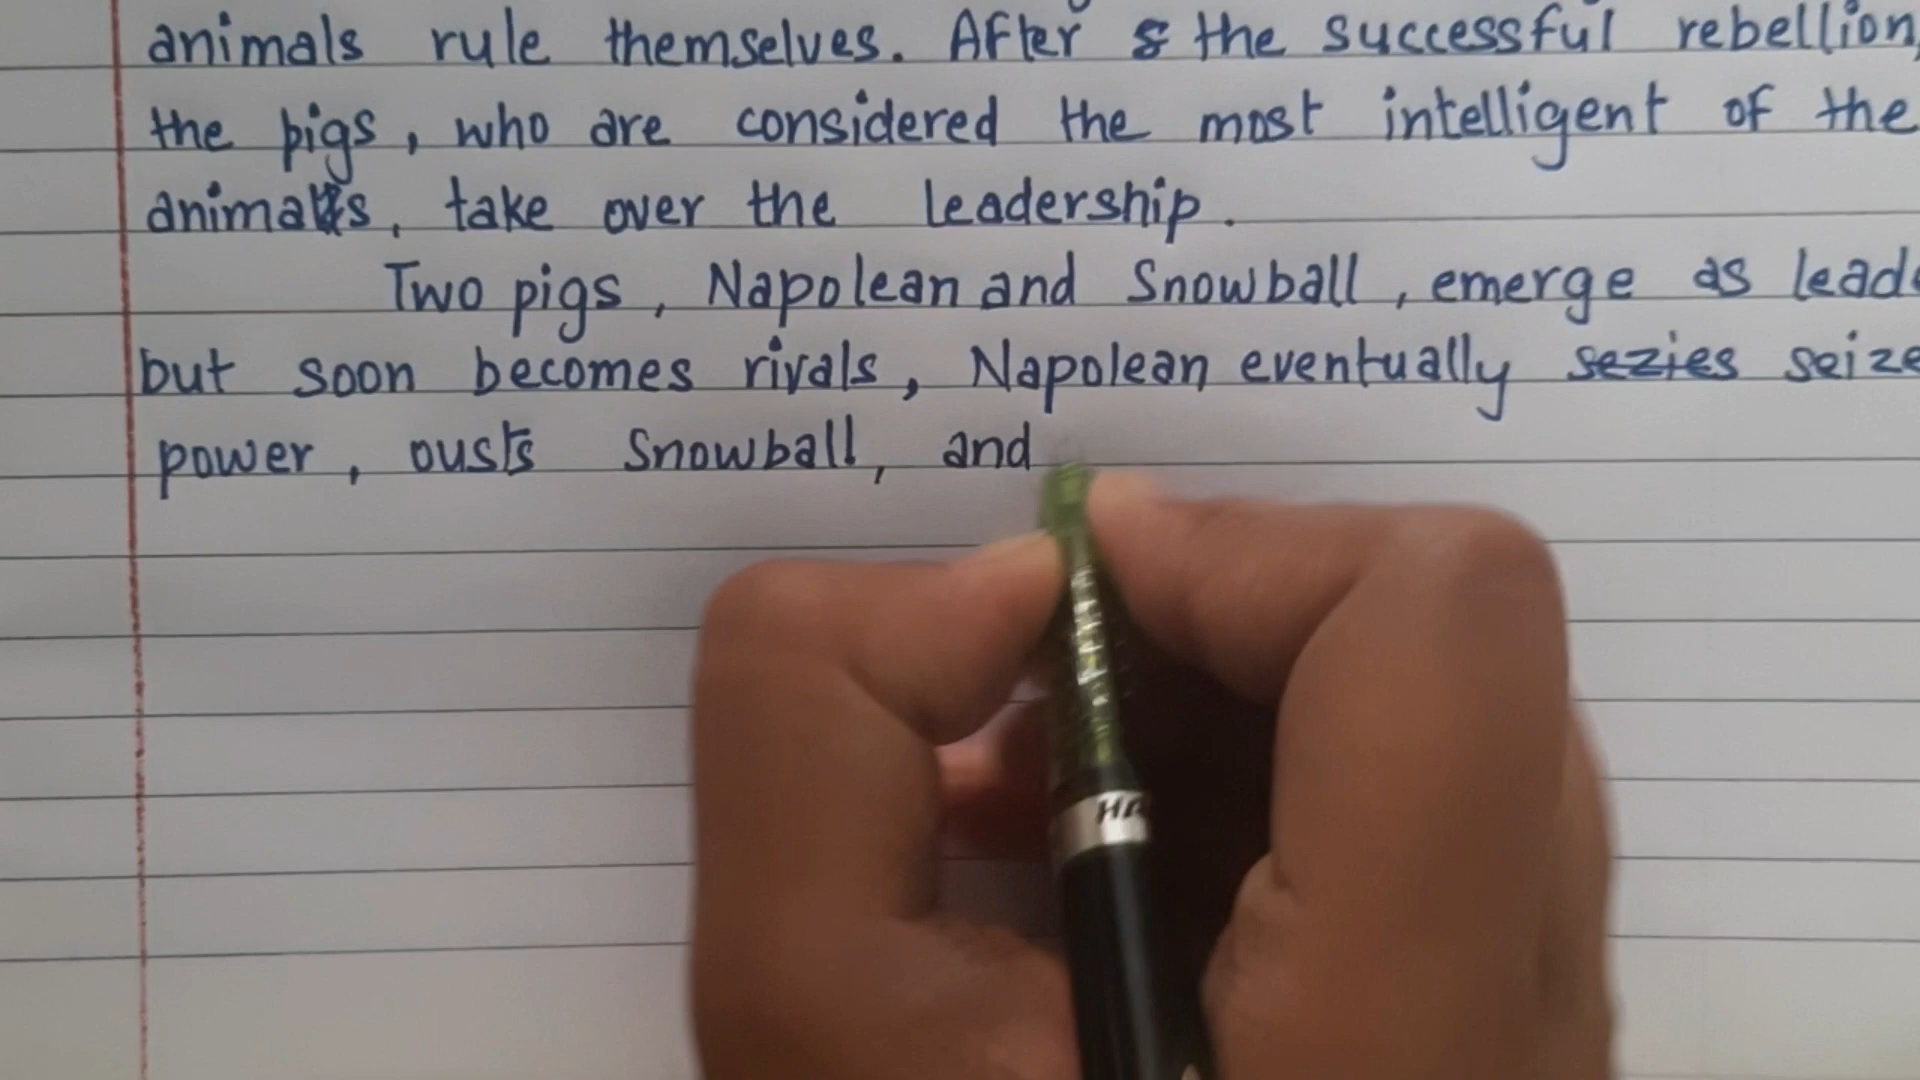 animals rule themselves. After s the successful rebellion,
the pigs, who are considered the most intelligent of the
animals, take over the leadership.
Two pigs, Napolean and Snowball, emerge as lead
but soon becomes rivals, Napolean eventually sezies seize
power, ousts Snowball, and